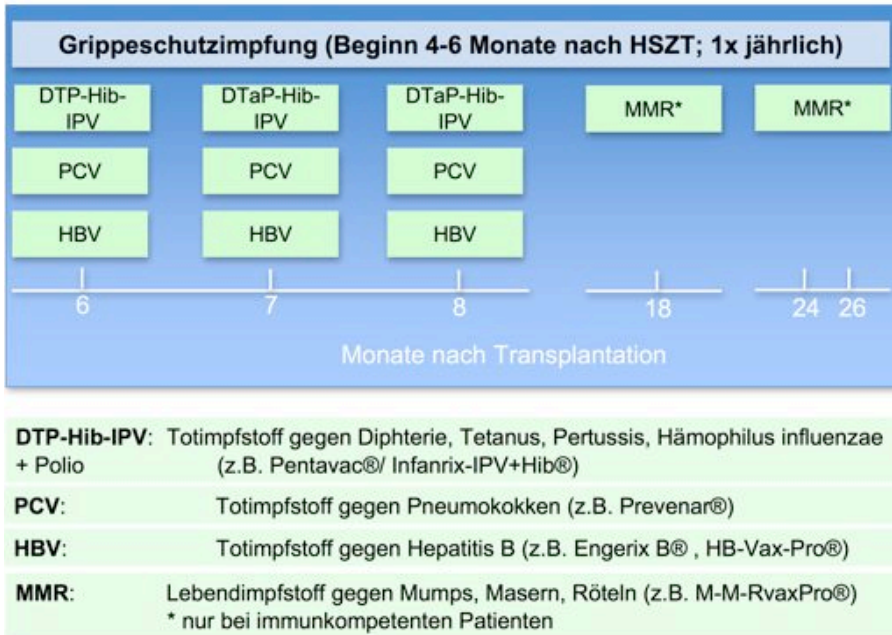 Grippeschutzimpfung (Beginn 4-6 Monate nach HSZT; 1x jährlich)
DTP-Hib-
IPV
DTaP-Hib-
IPV
DTaP-Hib-
IPV
MMR*
MMR*
PCV
PCV
PCV
HBV
HBV
HBV
6
7
8
18
24
26
Monate nach Transplantation
DTP-Hib-IPV: Totimpfstoff gegen Diphterie, Tetanus, Pertussis, Hämophilus influenzae
+ Polio (z.B. Pentavac®/ Infanrix-IPV+Hib®)
PCV: Totimpfstoff gegen Pneumokokken (z.B. Prevenar®)
HBV: Totimpfstoff gegen Hepatitis B (z.B. Engerix B® , HB-Vax-Pro®)
MMR: Lebendimpfstoff gegen Mumps, Masern, Röteln (z.B. M-M-RvaxPro®)
* nur bei immunkompetenten Patienten